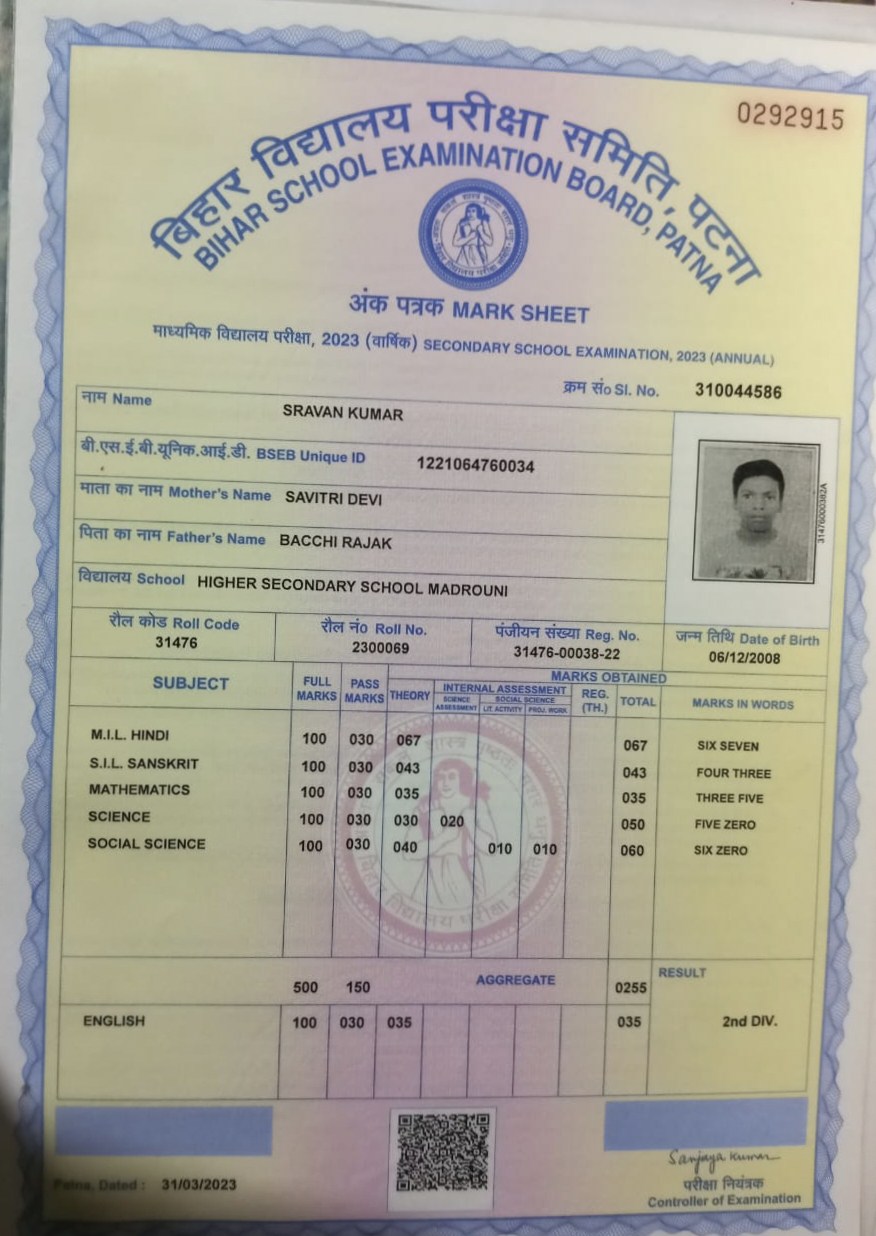 0292915
बिहार विद्यालय परीक्षा समिति, पटना
BIHAR SCHOOL EXAMINATION BOARD, PATNA
अंक पत्रक MARK SHEET
माध्यमिक विद्यालय परीक्षा, 2023 (वार्षिक) SECONDARY SCHOOL EXAMINATION, 2023 (ANNUAL)
क्रम सं० Sl. No. 310044586
नाम Name SRAVAN KUMAR
बी.एस.ई.बी.यूनिक.आई.डी. BSEB Unique ID 1221064760034
माता का नाम Mother's Name SAVITRI DEVI
पिता का नाम Father's Name BACCHI RAJAK
विद्यालय School HIGHER SECONDARY SCHOOL MADROUNI
31476000382A
रौल कोड Roll Code रौल नं० Roll No. पंजीयन संख्या Reg. No. जन्म तिथि Date of Birth
31476 2300069 31476-00038-22 06/12/2008
SUBJECT FULL MARKS PASS MARKS MARKS OBTAINED
THEORY INTERNAL ASSESSMENT REG. (TH.) TOTAL MARKS IN WORDS
SCIENCE ASSESSMENT SOCIAL SCIENCE
LIT. ACTIVITY PROJ. WORK
M.I.L. HINDI 100 030 067 067 SIX SEVEN
S.I.L. SANSKRIT 100 030 043 043 FOUR THREE
MATHEMATICS 100 030 035 035 THREE FIVE
SCIENCE 100 030 030 020 050 FIVE ZERO
SOCIAL SCIENCE 100 030 040 010 010 060 SIX ZERO
500 150 AGGREGATE 0255 RESULT
ENGLISH 100 030 035 035 2nd DIV.
Patna, Dated : 31/03/2023
Sanjaya Kumar
परीक्षा नियंत्रक
Controller of Examination